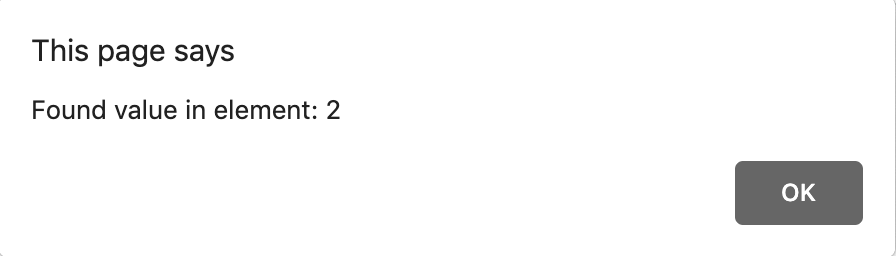 This page says
Found value in element: 2
OK